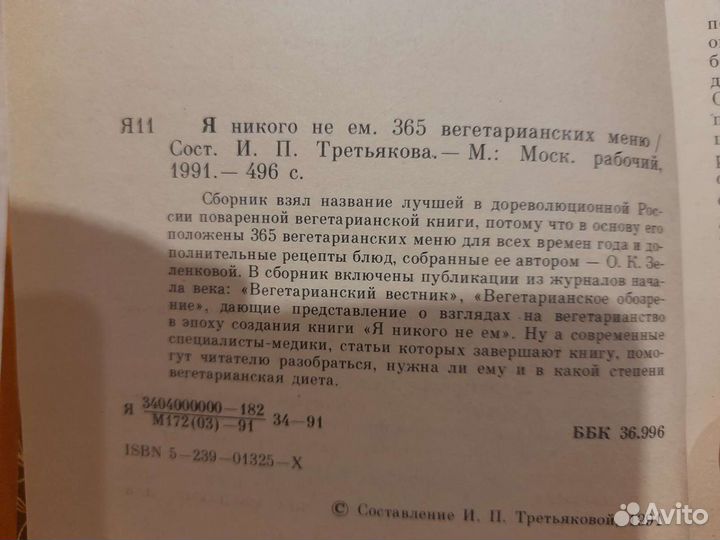 Я11 Я никого не ем. 365 вегетарианских меню/
Сост. И. П. Третьякова.— М.: Моск. рабочий,
1991.— 496 с.
Сборник взял название лучшей в дореволюционной Рос-
сии поваренной вегетарианской книги, потому что в основу его
положены 365 вегетарианских меню для всех времен года и до-
полнительные рецепты блюд, собранные ее автором — О. К. Зе-
ленковой. В сборник включены публикации из журналов нача-
ла века: «Вегетарианский вестник», «Вегетарианское обозре-
ние», дающие представление о взглядах на вегетарианство
в эпоху создания книги «Я никого не ем». Ну а современные
специалисты-медики, статьи которых завершают книгу, помо-
гут читателю разобраться, нужна ли ему и в какой степени
вегетарианская диета.
Я 3404000000—182
М172(03)—91 34—91
ББК 36.996
ISBN 5-239-01325-X
© Составление И. П. Третьяковой,
Avito